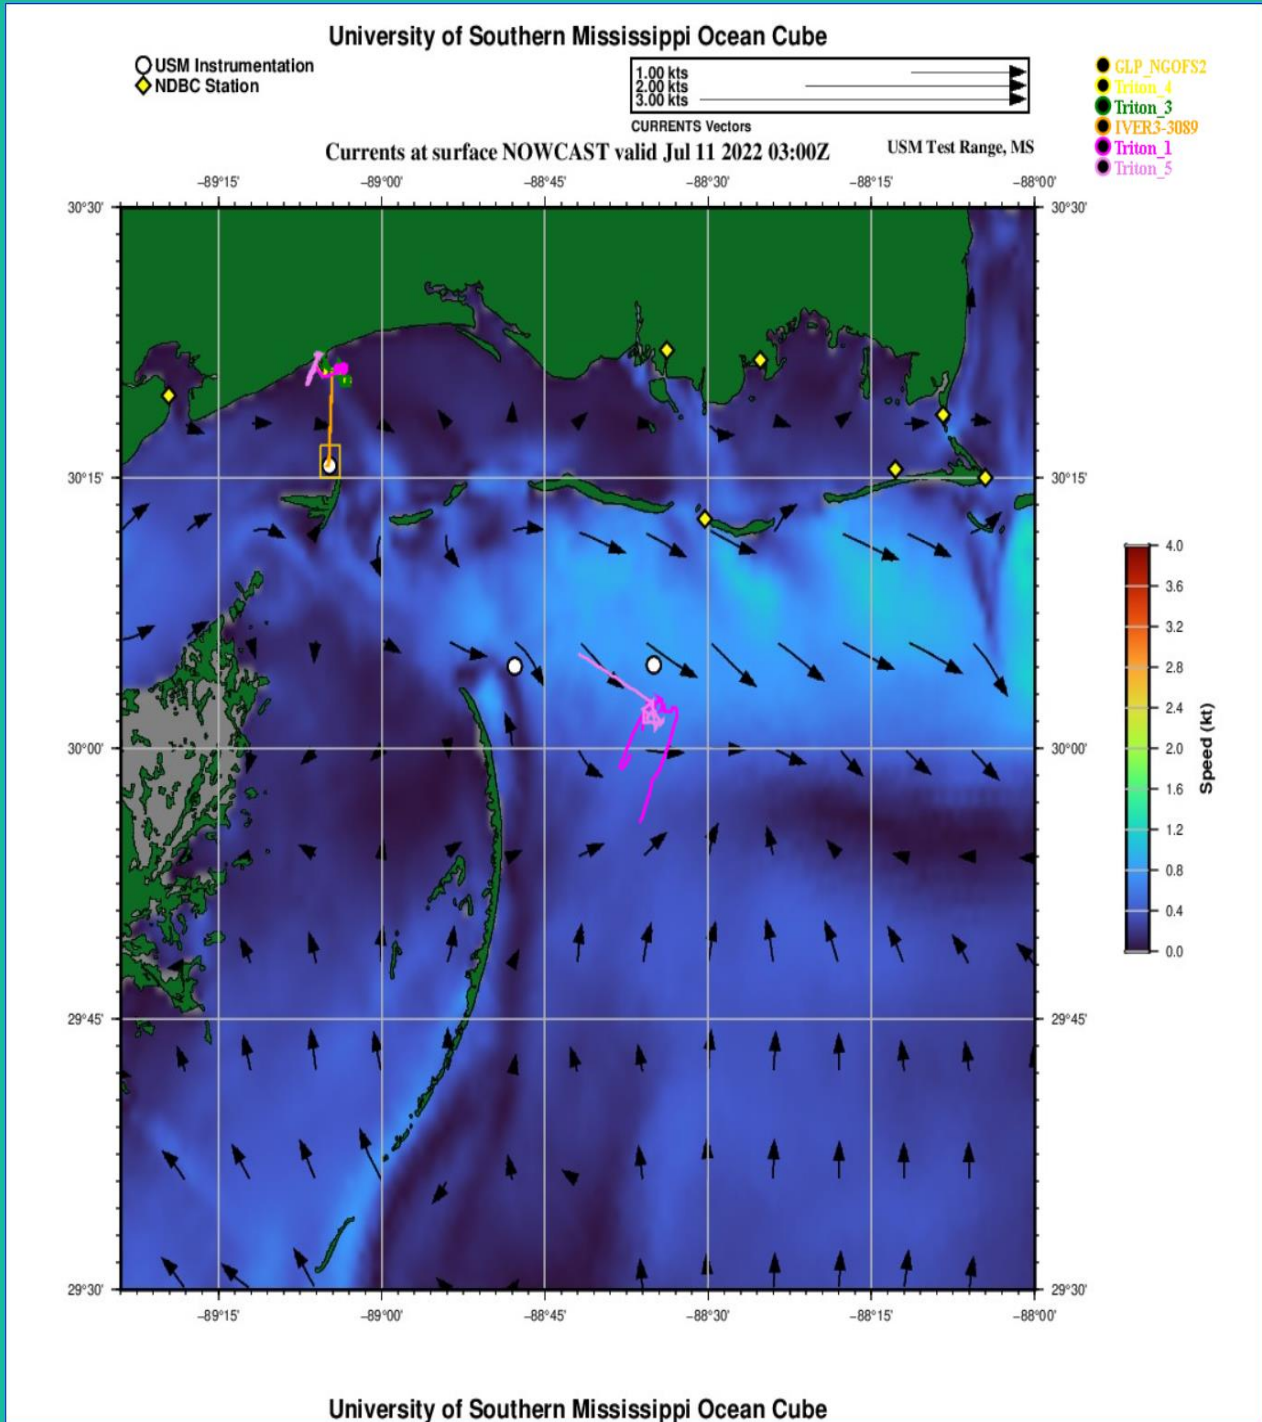 University of Southern Mississippi Ocean Cube
USM Instrumentation
NDBC Station
1.00 kts
2.00 kts
3.00 kts
CURRENTS Vectors
GLP_NGOFS2
Triton_4
Triton_3
IVER3-3089
Triton_1
Triton_5
Currents at surface NOWCAST valid Jul 11 2022 03:00Z
USM Test Range, MS
−89°15' −89°00' −88°45' −88°30' −88°15' −88°00'
30°30' 30°30'
30°15' 30°15'
30°00' 30°00'
29°45' 29°45'
29°30' 29°30'
−89°15' −89°00' −88°45' −88°30' −88°15' −88°00'
4.0
3.6
3.2
2.8
2.4
2.0
1.6
1.2
0.8
0.4
0.0
Speed (kt)
University of Southern Mississippi Ocean Cube